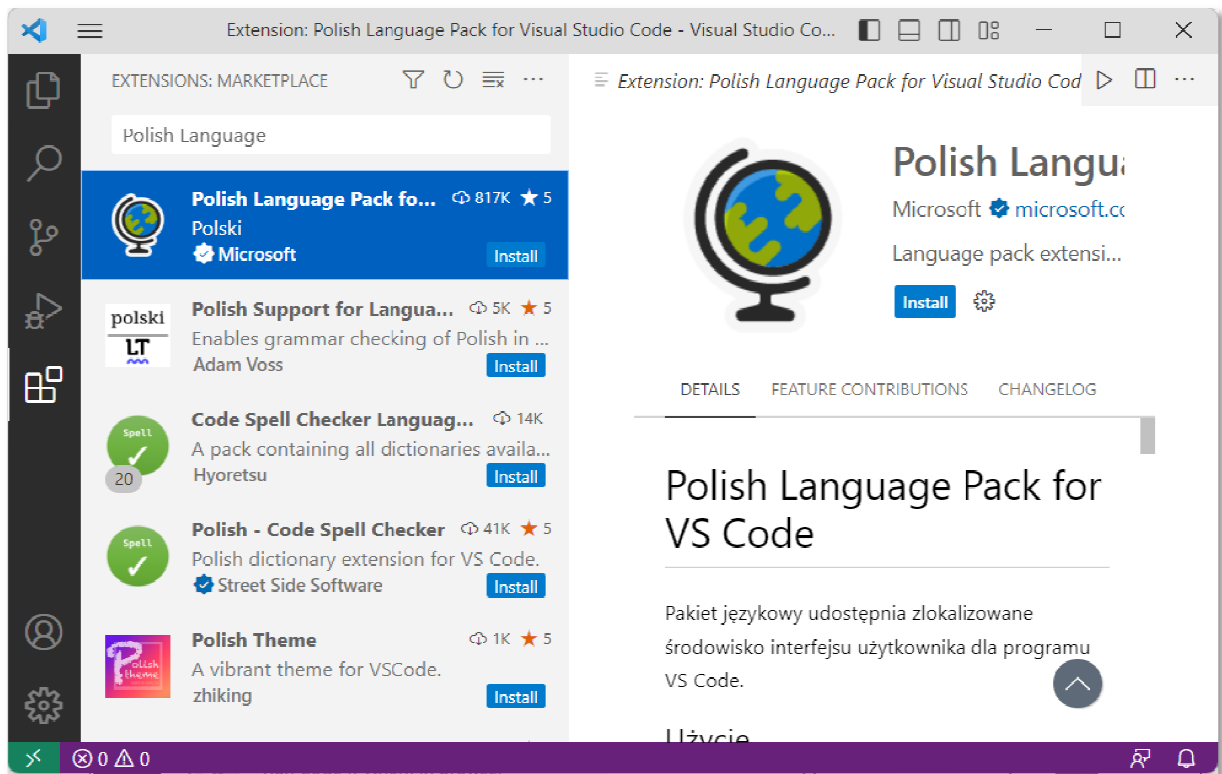 Extension: Polish Language Pack for Visual Studio Code - Visual Studio Co...
EXTENSIONS: MARKETPLACE
Polish Language
Polish Language Pack fo... 817K 5
Polski
Microsoft
Install
Polish Support for Langua... 5K 5
Enables grammar checking of Polish in ...
Adam Voss
Install
polski
LT
Code Spell Checker Languag... 14K
A pack containing all dictionaries availa...
Hyoretsu
Install
Spell
20
Polish - Code Spell Checker 41K 5
Polish dictionary extension for VS Code.
Street Side Software
Install
Spell
Polish Theme 1K 5
A vibrant theme for VSCode.
zhiking
Install
Polish
theme
Extension: Polish Language Pack for Visual Studio Cod
Polish Langua
Microsoft microsoft.co
Language pack extensi...
Install
DETAILS FEATURE CONTRIBUTIONS CHANGELOG
Polish Language Pack for
VS Code
Pakiet językowy udostępnia zlokalizowane
środowisko interfejsu użytkownika dla programu
VS Code.
Użycie
0 0